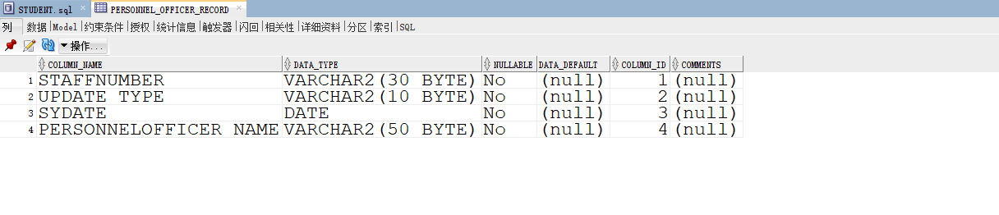 STUDENT.sql × PERSONNEL_OFFICER_RECORD ×
列 数据 Model 约束条件 授权 统计信息 触发器 闪回 相关性 详细资料 分区 索引 SQL
操作...
COLUMN_NAME DATA_TYPE NULLABLE DATA_DEFAULT COLUMN_ID COMMENTS
1 STAFFNUMBER VARCHAR2(30 BYTE) No (null) 1 (null)
2 UPDATE TYPE VARCHAR2(10 BYTE) No (null) 2 (null)
3 SYDATE DATE No (null) 3 (null)
4 PERSONNELOFFICER NAME VARCHAR2(50 BYTE) No (null) 4 (null)